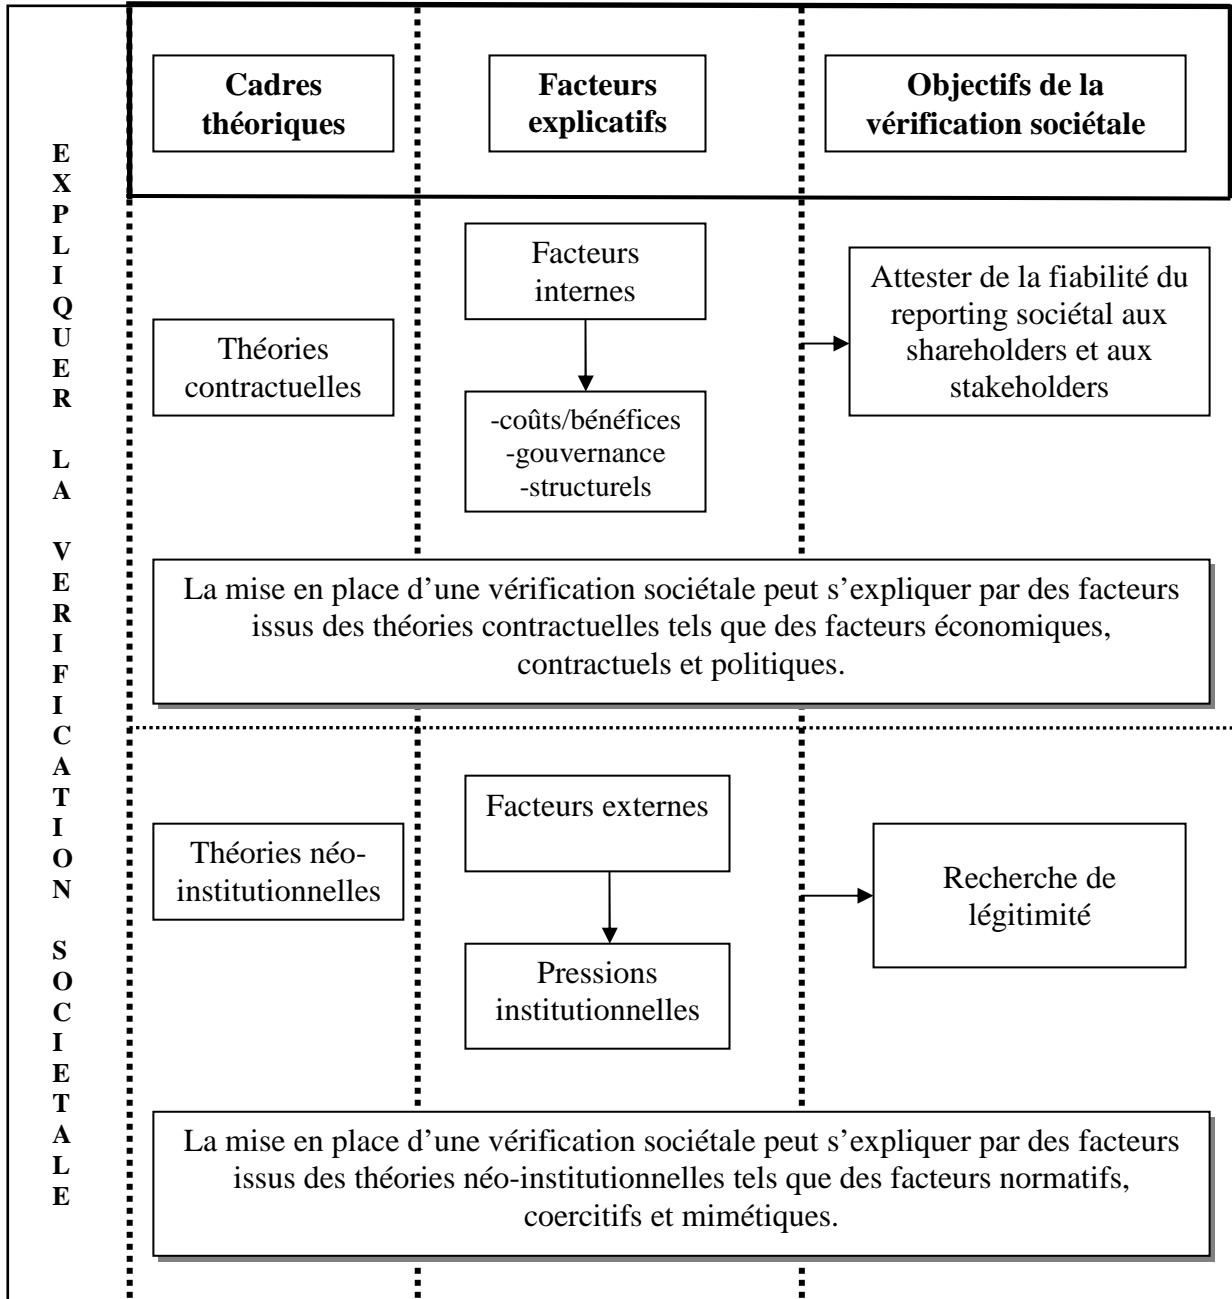 EXPLIQUER LA VERIFICATION SOCIETALE
Cadres
théoriques
Facteurs
explicatifs
Objectifs de la
vérification sociétale
Théories
contractuelles
Facteurs
internes
-coûts/bénéfices
-gouvernance
-structurels
Attester de la fiabilité du
reporting sociétal aux
shareholders et aux
stakeholders
La mise en place d’une vérification sociétale peut s’expliquer par des facteurs
issus des théories contractuelles tels que des facteurs économiques,
contractuels et politiques.
Théories néo-
institutionnelles
Facteurs externes
Pressions
institutionnelles
Recherche de
légitimité
La mise en place d’une vérification sociétale peut s’expliquer par des facteurs
issus des théories néo-institutionnelles tels que des facteurs normatifs,
coercitifs et mimétiques.